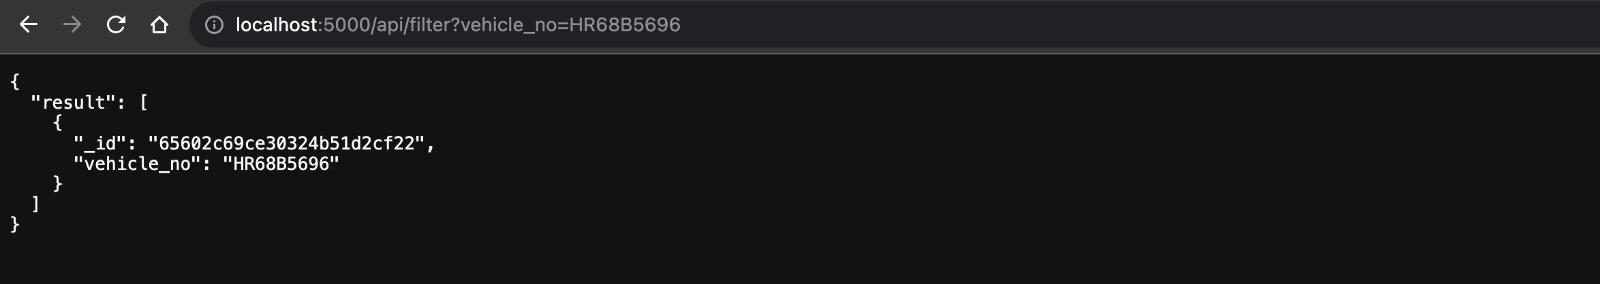 localhost:5000/api/filter?vehicle_no=HR68B5696
{
"result": [
{
"_id": "65602c69ce30324b51d2cf22",
"vehicle_no": "HR68B5696"
}
]
}